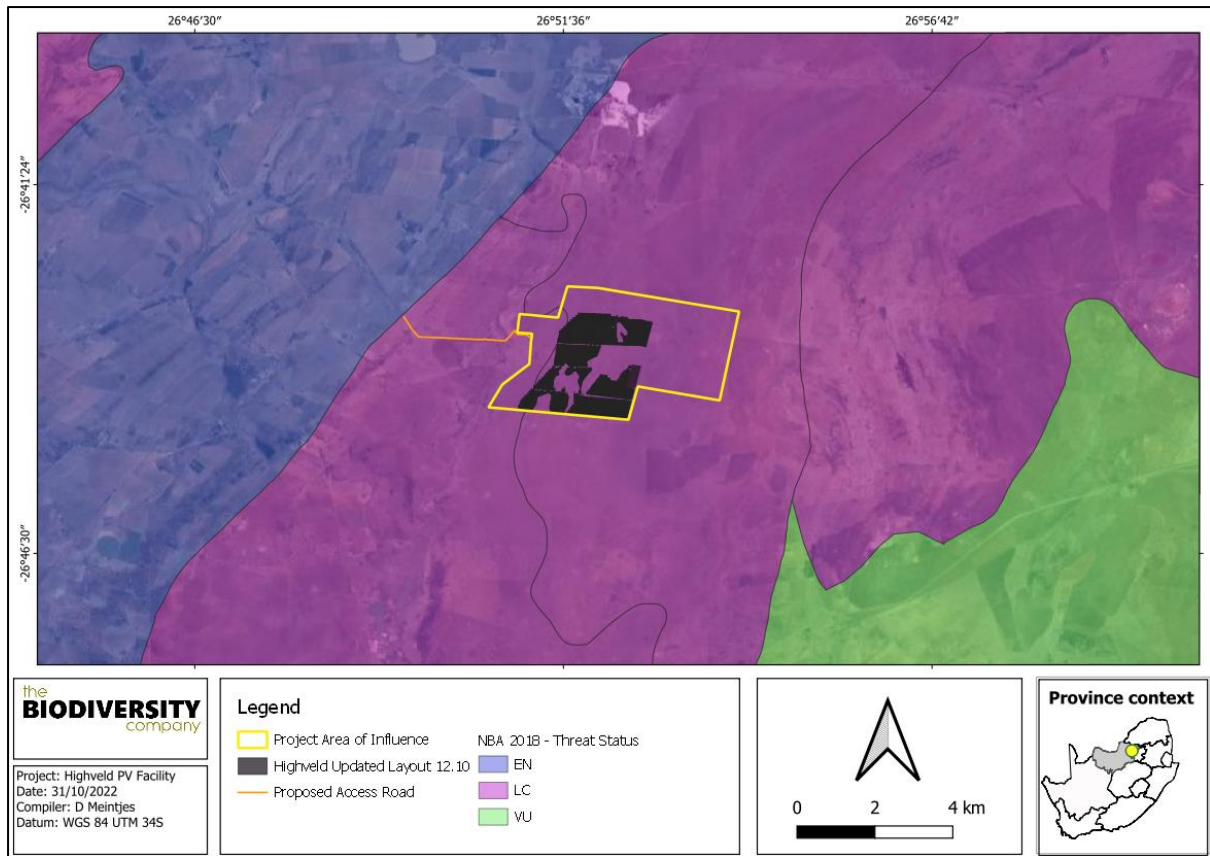 26°46′30″ 26°51′36″ 26°56′42″
-26°41′24″
-26°46′30″
the
BIODIVERSITY
company
Project: Highveld PV Facility
Date: 31/10/2022
Compiler: D Meintjes
Datum: WGS 84 UTM 34S
Legend
Project Area of Influence
Highveld Updated Layout 12.10
Proposed Access Road
NBA 2018 - Threat Status
EN
LC
VU
0 2 4 km
Province context